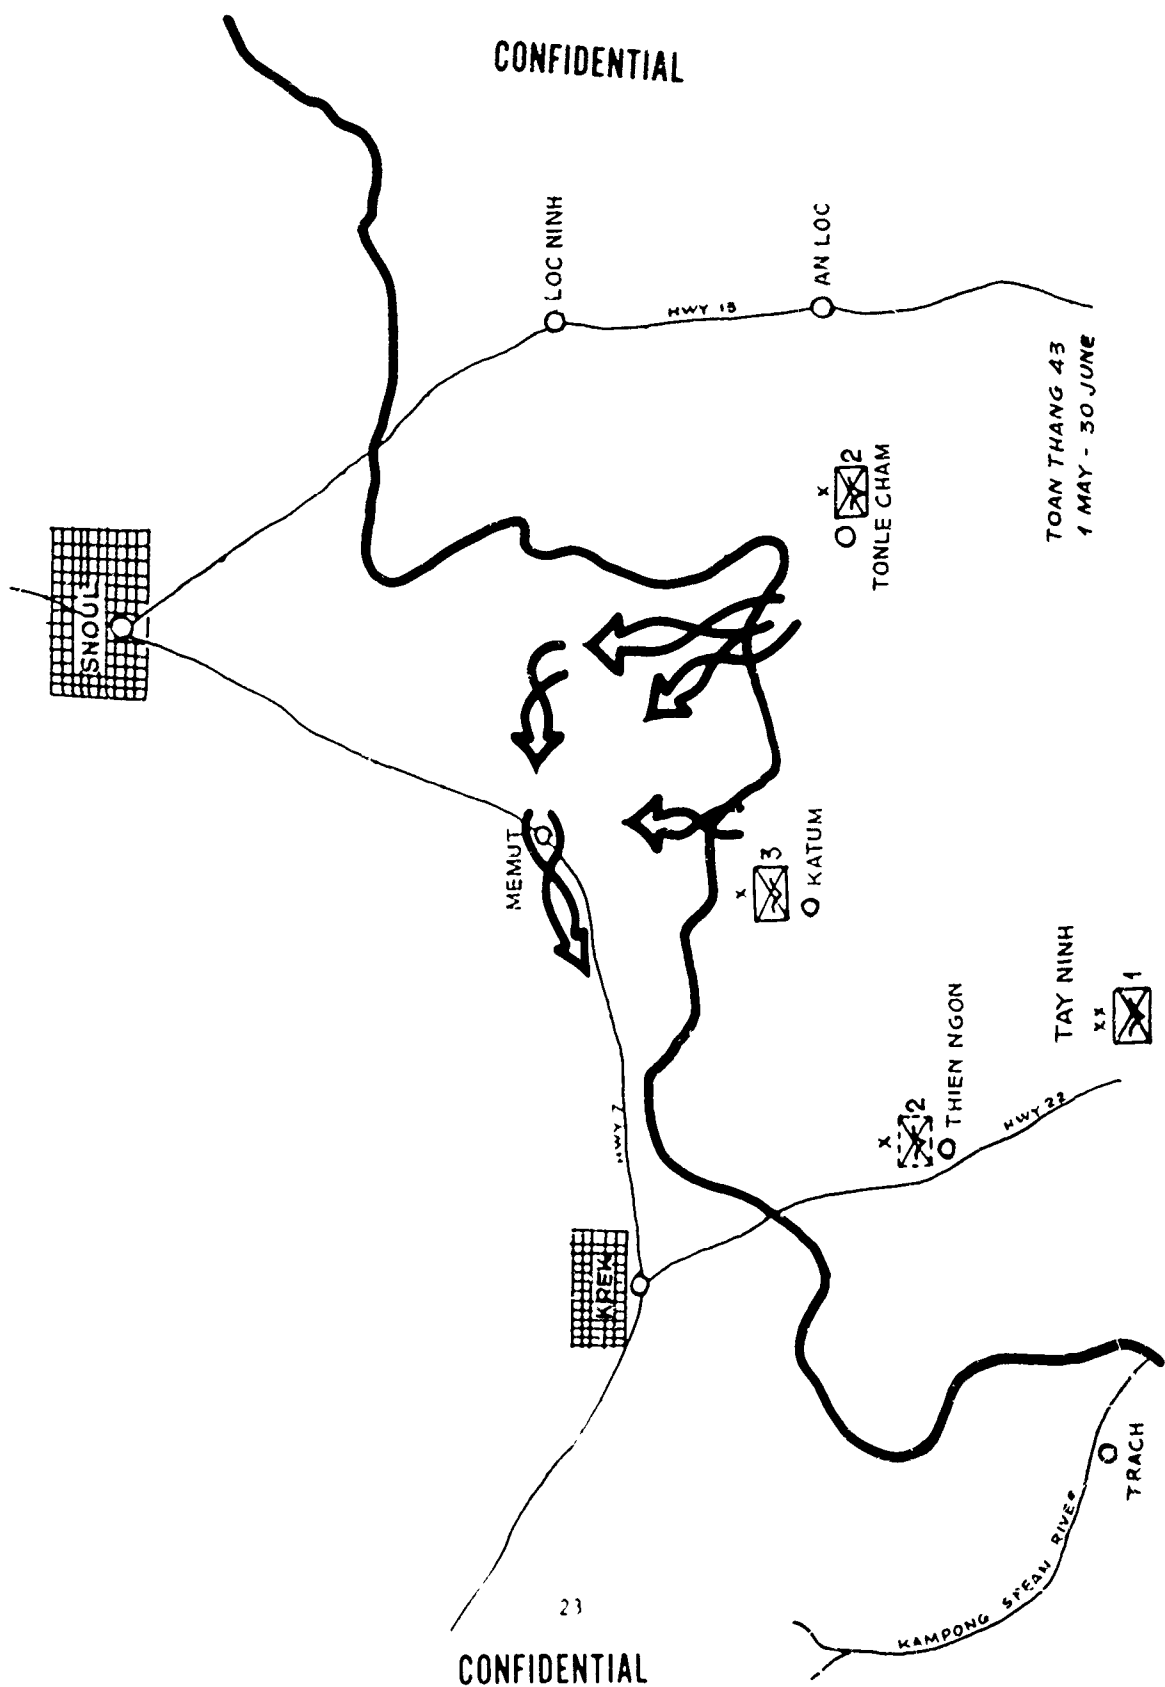 CONFIDENTIAL
SNOUL
LOC NINH
HWY 13
AN LOC
MEMUT
X
2
TONLE CHAM
X
3
KATUM
TOAN THANG 43
1 MAY - 30 JUNE
HWY 7
KREK
X
2
THIEN NGON
HWY 22
TAY NINH
XX
1
KAMPONG SPEAN RIVER
TRACH
23
CONFIDENTIAL